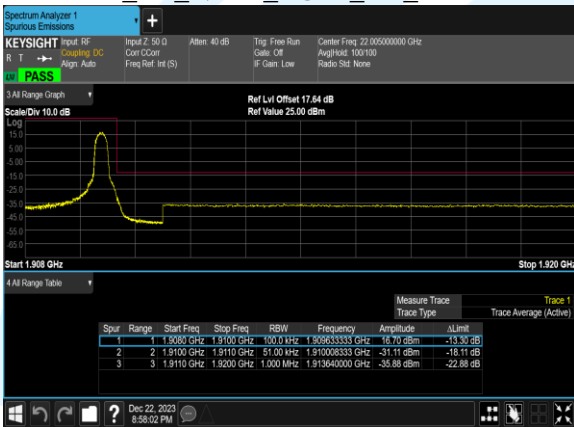 Spectrum Analyzer 1
Spurious Emissions
+
KEYSIGHT Input: RF Input Z: 50 Ω Atten: 40 dB Trig: Free Run Center Freq: 22.005000000 GHz
R T Coupling: DC Corr CCorr Gate: Off Avg|Hold: 100/100
Align: Auto Freq Ref: Int (S) IF Gain: Low Radio Std: None
PASS
3 All Range Graph
Ref Lvl Offset 17.64 dB
Scale/Div 10.0 dB Ref Value 25.00 dBm
Log
15.0
5.00
-5.00
-15.0
-25.0
-35.0
-45.0
-55.0
-65.0
Start 1.908 GHz Stop 1.920 GHz
4 All Range Table
Measure Trace Trace 1
Trace Type Trace Average (Active)
Spur Range Start Freq Stop Freq RBW Frequency Amplitude ΔLimit
1 1 1.9080 GHz 1.9100 GHz 100.0 kHz 1.909633333 GHz 16.70 dBm -13.30 dB
2 2 1.9100 GHz 1.9110 GHz 51.00 kHz 1.910008333 GHz -31.11 dBm -18.11 dB
3 3 1.9110 GHz 1.9200 GHz 1.000 MHz 1.913640000 GHz -35.88 dBm -22.88 dB
?
Dec 22, 2023
8:58:02 PM